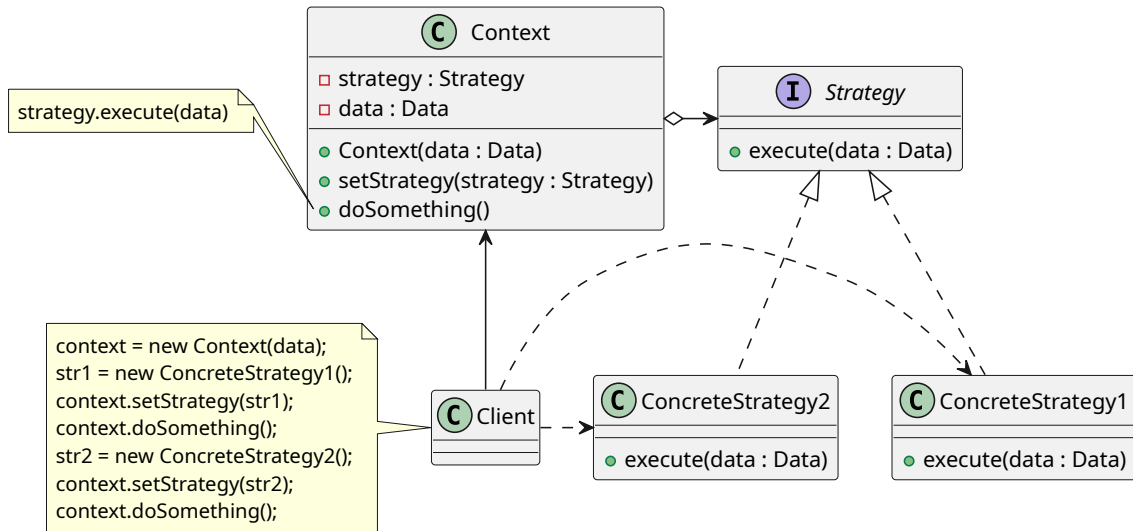 C Context
strategy : Strategy
data : Data
Context(data : Data)
setStrategy(strategy : Strategy)
doSomething()
I Strategy
execute(data : Data)
strategy.execute(data)
context = new Context(data);
str1 = new ConcreteStrategy1();
context.setStrategy(str1);
context.doSomething();
str2 = new ConcreteStrategy2();
context.setStrategy(str2);
context.doSomething();
C Client
C ConcreteStrategy2
execute(data : Data)
C ConcreteStrategy1
execute(data : Data)